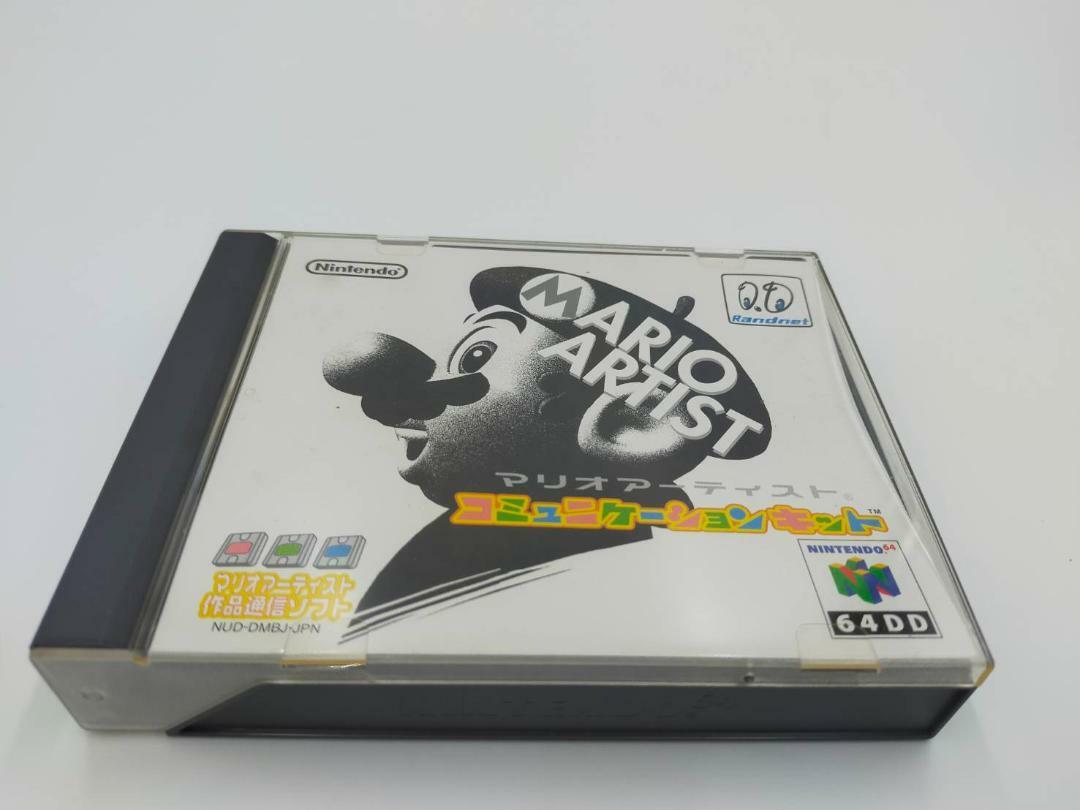 Nintendo
Randnet
MARIO
ARTIST
マリオアーティスト®
コミュニケーションキット™
マリオアーティスト
作品通信ソフト
NUD-DMBJ-JPN
NINTENDO64
64DD